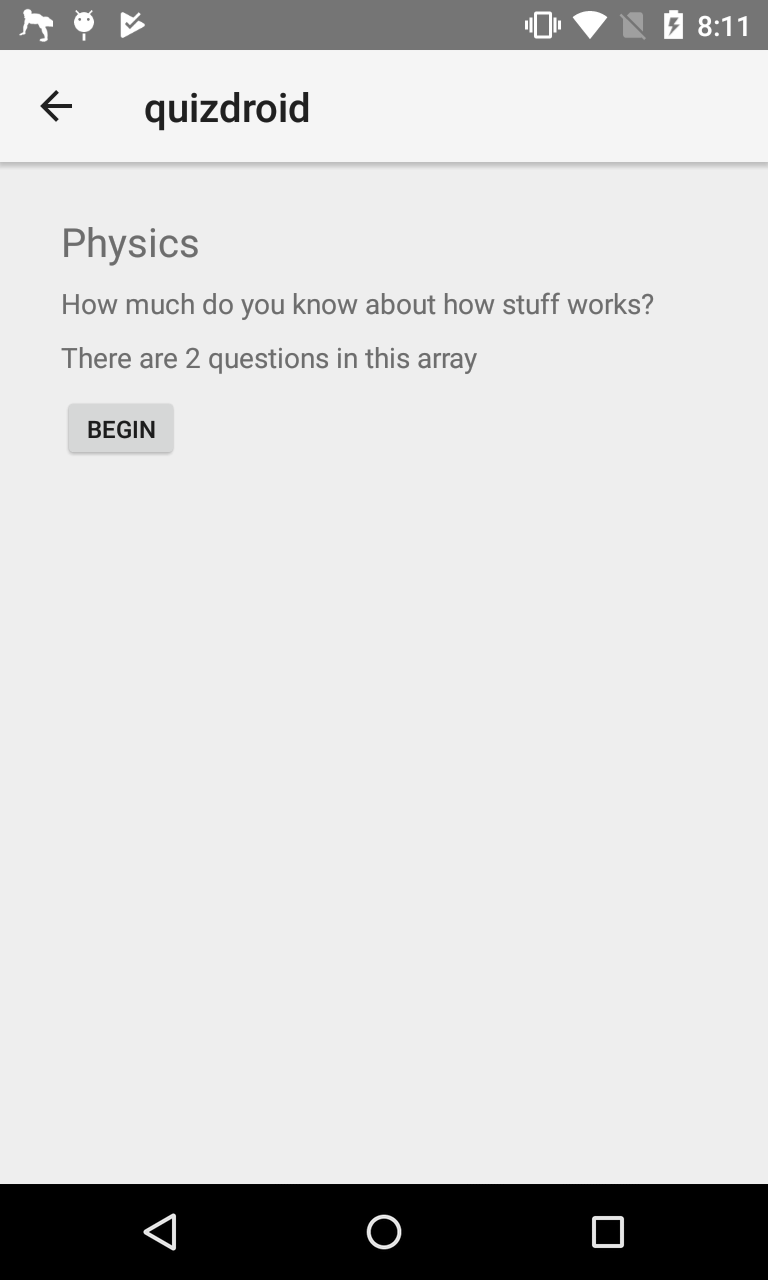 8:11
quizdroid
Physics
How much do you know about how stuff works?
There are 2 questions in this array
BEGIN